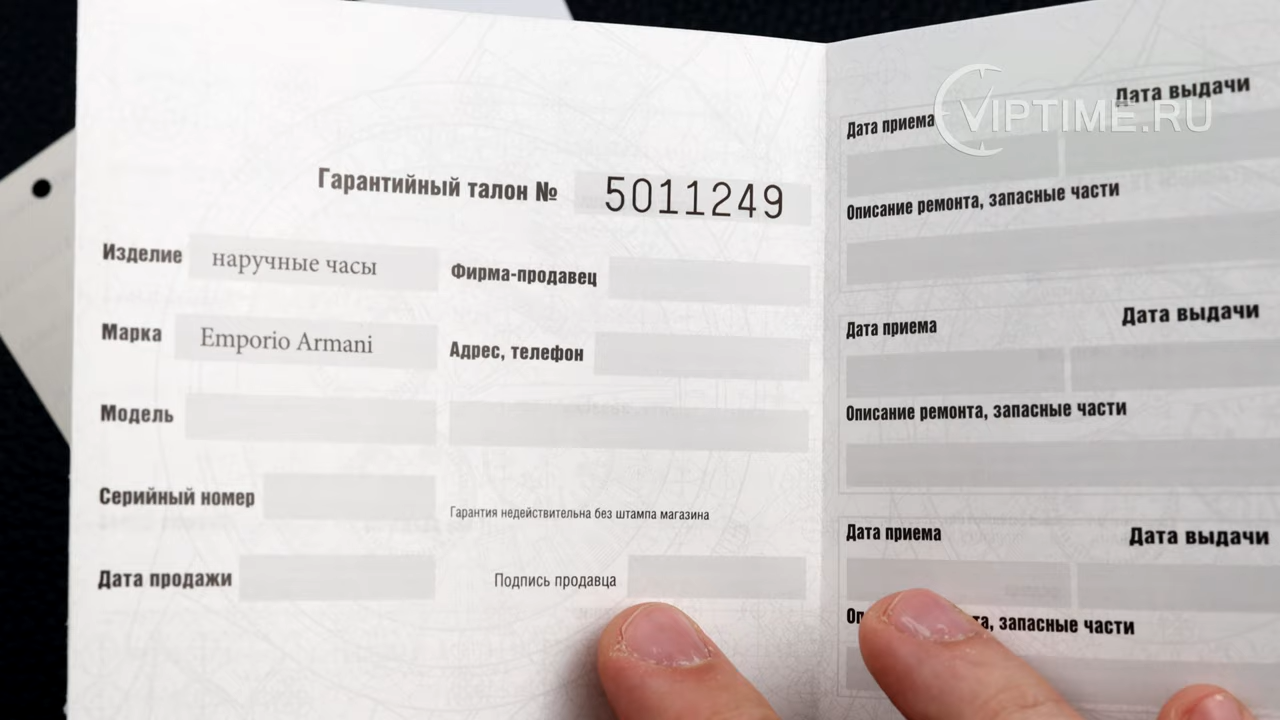 VIPTIME.RU
Гарантийный талон № 5011249
Изделие наручные часы
Фирма-продавец
Марка Emporio Armani
Адрес, телефон
Модель
Серийный номер
Гарантия недействительна без штампа магазина
Дата продажи
Подпись продавца
Дата приема
Дата выдачи
Описание ремонта, запасные части
Дата приема
Дата выдачи
Описание ремонта, запасные части
Дата приема
Дата выдачи
запасные части